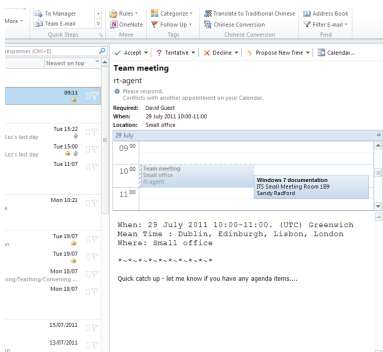 To Manager
Team E-mail
More
Quick Steps
Rules
OneNote
Move
Categorize
Follow Up
Tags
Translate to Traditional Chinese
Chinese Conversion
Chinese Conversion
Address Book
Filter E-mail
Find
responses (Ctrl+E)
Newest on top
09:11
Tue 15:22
Lez's last day
Tue 15:00
Lez's last day
Tue 11:07
Mon 10:21
Tue 19/07
Tue 19/07
Mon 18/07
sing/Teaching/Convening ...
Mon 18/07
15/07/2011
13/07/2011
Accept
? Tentative
Decline
Propose New Time
Calendar...
Team meeting
rt-agent
Please respond.
Conflicts with another appointment on your Calendar.
Required: David Guest
When: 29 July 2011 10:00-11:00
Location: Small office
29 July
09 00
10 00
Team meeting
Small office
rt-agent
Windows 7 documentation
ITS Small Meeting Room 1B9
Sandy Radford
11 00
When: 29 July 2011 10:00-11:00. (UTC) Greenwich
Mean Time : Dublin, Edinburgh, Lisbon, London
Where: Small office
*~*~*~*~*~*~*~*~*~*
Quick catch up – let me know if you have any agenda items....